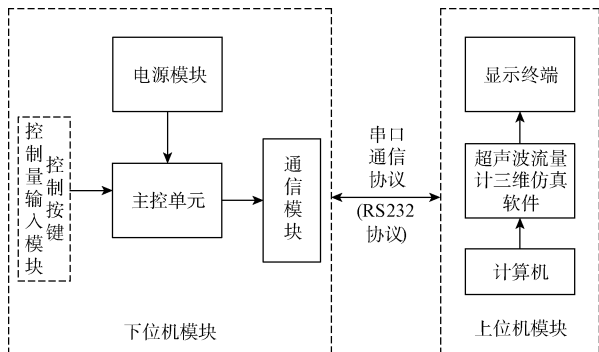 电源模块
控制量输入模块
控制按键
主控单元
通信模块
下位机模块
串口
通信
协议
(RS232
协议)
显示终端
超声波流量
计三维仿真
软件
计算机
上位机模块